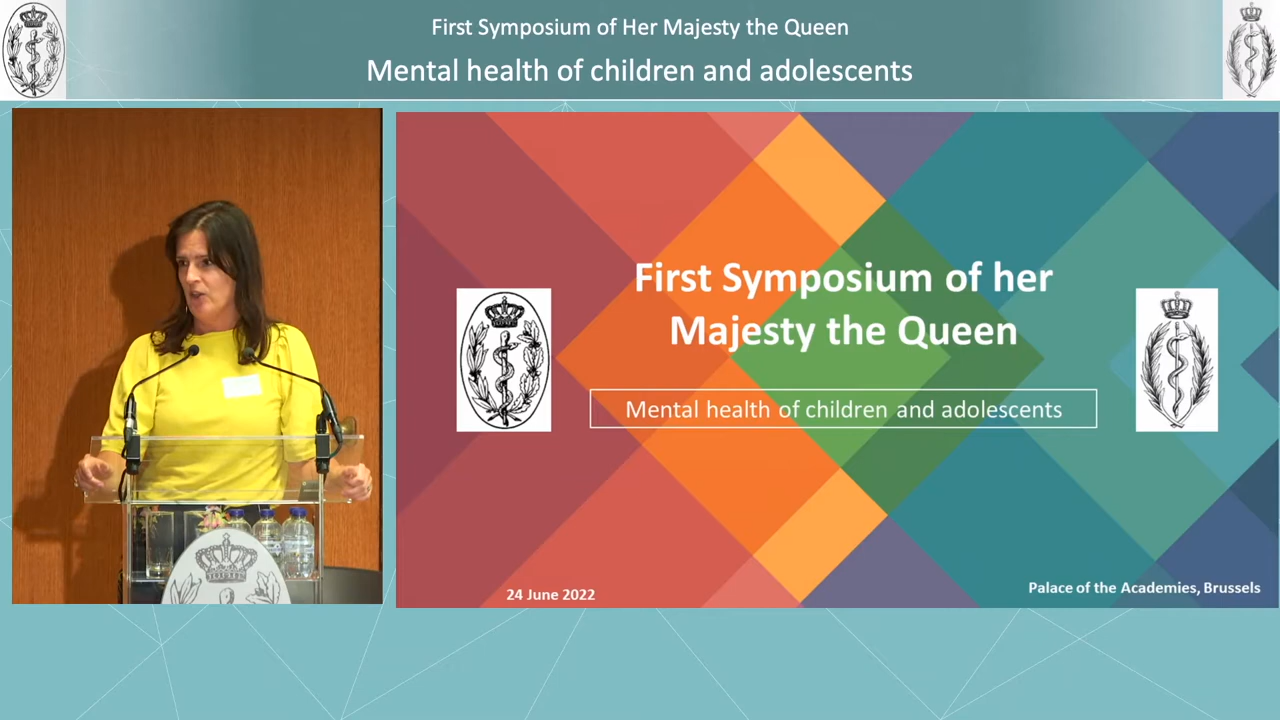 First Symposium of Her Majesty the Queen
Mental health of children and adolescents
First Symposium of her
Majesty the Queen
Mental health of children and adolescents
24 June 2022
Palace of the Academies, Brussels